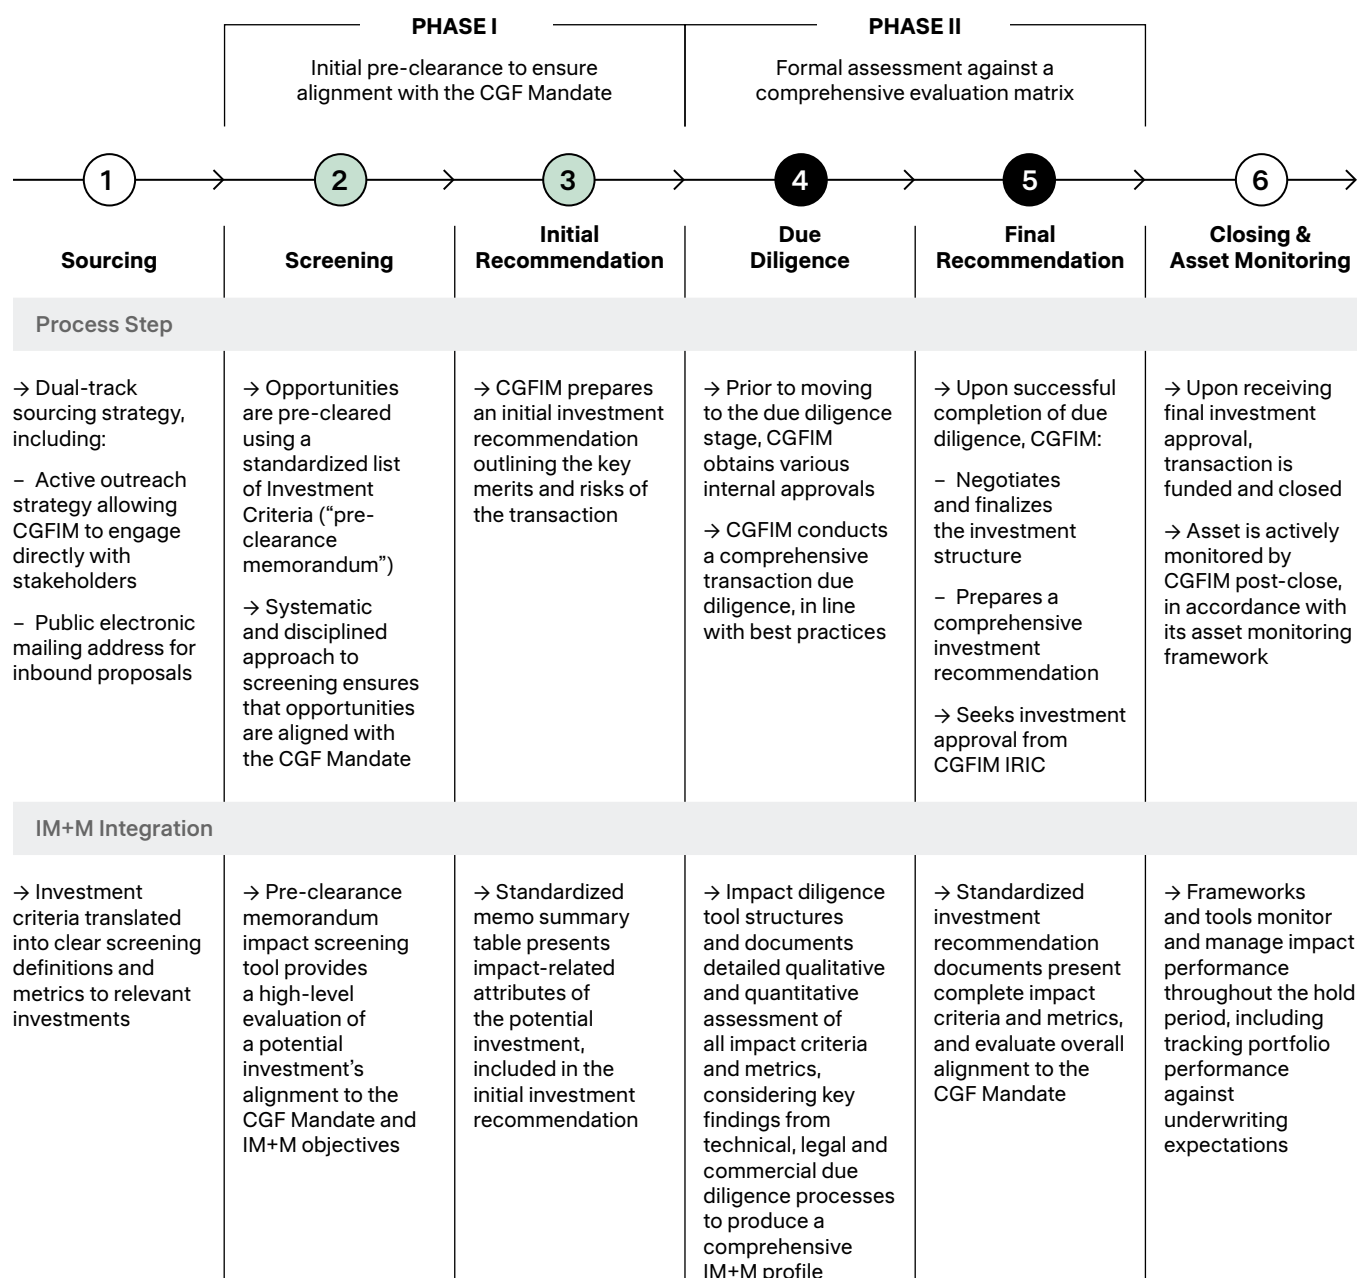 PHASE I
Initial pre-clearance to ensure
alignment with the CGF Mandate
PHASE II
Formal assessment against a
comprehensive evaluation matrix
1
2
3
4
5
6
Sourcing
Screening
Initial
Recommendation
Due
Diligence
Final
Recommendation
Closing &
Asset Monitoring
Process Step
→ Dual-track
sourcing strategy,
including:
– Active outreach
strategy allowing
CGFIM to engage
directly with
stakeholders
– Public electronic
mailing address for
inbound proposals
→ Opportunities
are pre-cleared
using a
standardized list
of Investment
Criteria (“pre-
clearance
memorandum”)
→ Systematic
and disciplined
approach to
screening ensures
that opportunities
are aligned with
the CGF Mandate
→ CGFIM prepares
an initial investment
recommendation
outlining the key
merits and risks of
the transaction
→ Prior to moving
to the due diligence
stage, CGFIM
obtains various
internal approvals
→ CGFIM conducts
a comprehensive
transaction due
diligence, in line
with best practices
→ Upon successful
completion of due
diligence, CGFIM:
– Negotiates
and finalizes
the investment
structure
– Prepares a
comprehensive
investment
recommendation
→ Seeks investment
approval from
CGFIM IRIC
→ Upon receiving
final investment
approval,
transaction is
funded and closed
→ Asset is actively
monitored by
CGFIM post-close,
in accordance with
its asset monitoring
framework
IM+M Integration
→ Investment
criteria translated
into clear screening
definitions and
metrics to relevant
investments
→ Pre-clearance
memorandum
impact screening
tool provides
a high-level
evaluation of
a potential
investment’s
alignment to the
CGF Mandate and
IM+M objectives
→ Standardized
memo summary
table presents
impact-related
attributes of
the potential
investment,
included in the
initial investment
recommendation
→ Impact diligence
tool structures
and documents
detailed qualitative
and quantitative
assessment of
all impact criteria
and metrics,
considering key
findings from
technical, legal and
commercial due
diligence processes
to produce a
comprehensive
IM+M profile
→ Standardized
investment
recommendation
documents present
complete impact
criteria and metrics,
and evaluate overall
alignment to the
CGF Mandate
→ Frameworks
and tools monitor
and manage impact
performance
throughout the hold
period, including
tracking portfolio
performance
against
underwriting
expectations